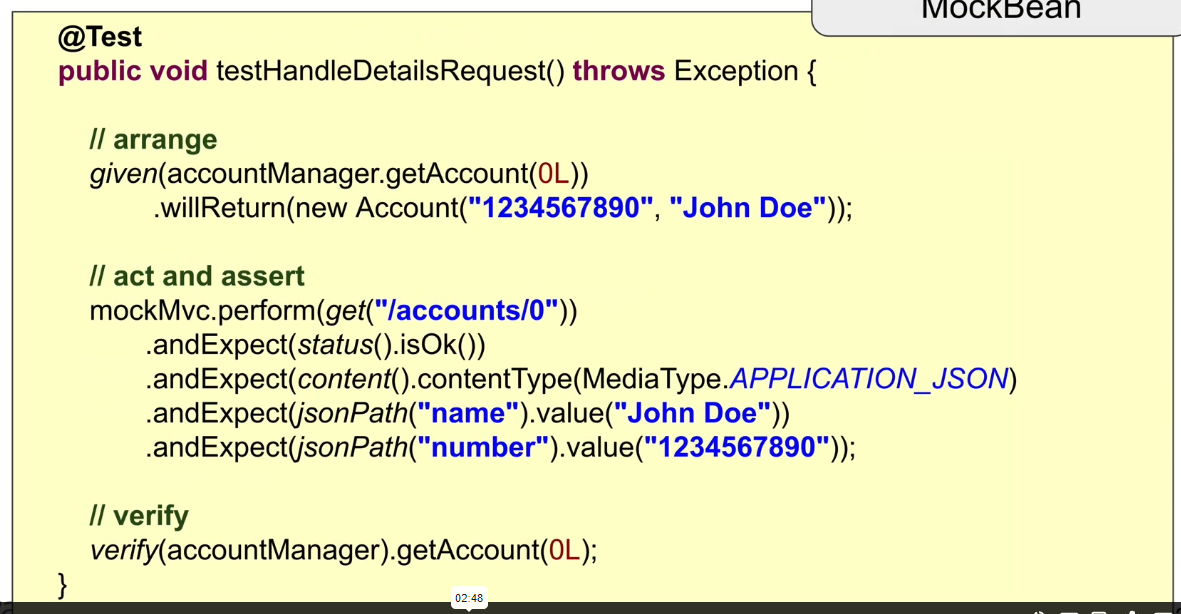 MockBean
@Test
public void testHandleDetailsRequest() throws Exception {
// arrange
given(accountManager.getAccount(0L))
.willReturn(new Account("1234567890", "John Doe"));
// act and assert
mockMvc.perform(get("/accounts/0"))
.andExpect(status().isOk())
.andExpect(content().contentType(MediaType.APPLICATION_JSON)
.andExpect(jsonPath("name").value("John Doe"))
.andExpect(jsonPath("number").value("1234567890"));
// verify
verify(accountManager).getAccount(0L);
}
02:48